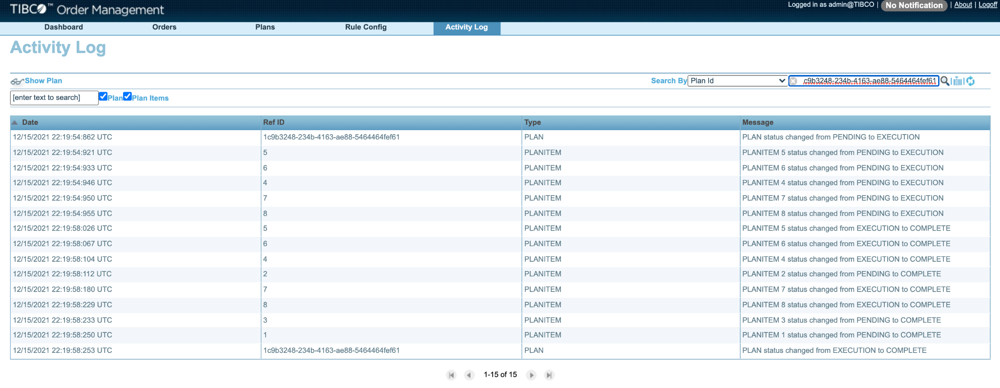 TIBCO™ Order Management
Logged in as admin@TIBCO | No Notification | About | Logoff
Dashboard Orders Plans Rule Config Activity Log
Activity Log
Show Plan Search By Plan Id c9b3248-234b-4163-ae88-5464464fef61
[enter text to search] Plan Plan Items
Date Ref ID Type Message
12/15/2021 22:19:54:862 UTC 1c9b3248-234b-4163-ae88-5464464fef61 PLAN PLAN status changed from PENDING to EXECUTION
12/15/2021 22:19:54:921 UTC 5 PLANITEM PLANITEM 5 status changed from PENDING to EXECUTION
12/15/2021 22:19:54:933 UTC 6 PLANITEM PLANITEM 6 status changed from PENDING to EXECUTION
12/15/2021 22:19:54:946 UTC 4 PLANITEM PLANITEM 4 status changed from PENDING to EXECUTION
12/15/2021 22:19:54:950 UTC 7 PLANITEM PLANITEM 7 status changed from PENDING to EXECUTION
12/15/2021 22:19:54:955 UTC 8 PLANITEM PLANITEM 8 status changed from PENDING to EXECUTION
12/15/2021 22:19:58:026 UTC 5 PLANITEM PLANITEM 5 status changed from EXECUTION to COMPLETE
12/15/2021 22:19:58:067 UTC 6 PLANITEM PLANITEM 6 status changed from EXECUTION to COMPLETE
12/15/2021 22:19:58:104 UTC 4 PLANITEM PLANITEM 4 status changed from EXECUTION to COMPLETE
12/15/2021 22:19:58:112 UTC 2 PLANITEM PLANITEM 2 status changed from PENDING to COMPLETE
12/15/2021 22:19:58:180 UTC 7 PLANITEM PLANITEM 7 status changed from EXECUTION to COMPLETE
12/15/2021 22:19:58:229 UTC 8 PLANITEM PLANITEM 8 status changed from EXECUTION to COMPLETE
12/15/2021 22:19:58:233 UTC 3 PLANITEM PLANITEM 3 status changed from PENDING to COMPLETE
12/15/2021 22:19:58:250 UTC 1 PLANITEM PLANITEM 1 status changed from PENDING to COMPLETE
12/15/2021 22:19:58:253 UTC 1c9b3248-234b-4163-ae88-5464464fef61 PLAN PLAN status changed from EXECUTION to COMPLETE
1-15 of 15